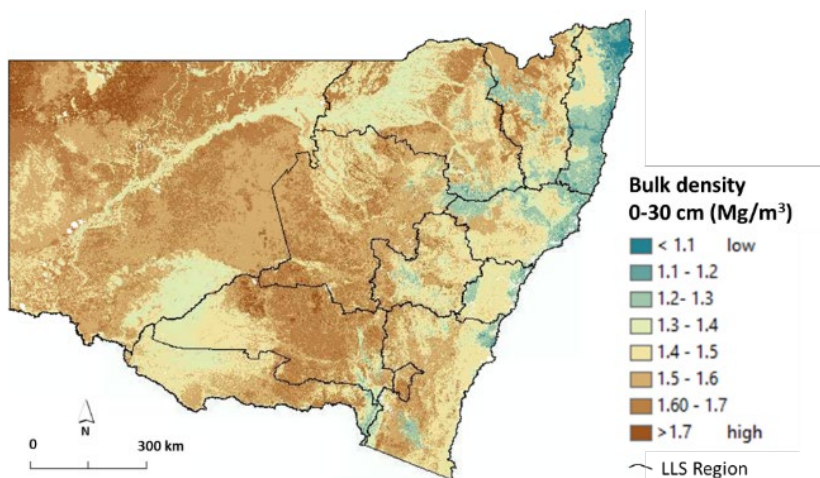 Bulk density
0-30 cm (Mg/m³)
< 1.1 low
1.1 - 1.2
1.2- 1.3
1.3 - 1.4
1.4 - 1.5
1.5 - 1.6
1.60 - 1.7
>1.7 high
LLS Region
N
0 300 km